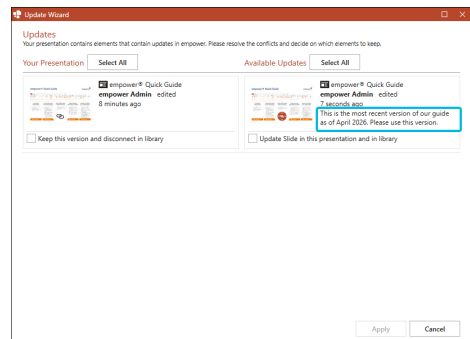 Update Wizard
Updates
Your presentation contains elements that contain updates in empower. Please resolve the conflicts and decide on which elements to keep.
Your Presentation Select All
Available Updates Select All
empower® Quick Guide
empower Admin edited
8 minutes ago
Keep this version and disconnect in library
empower® Quick Guide
empower Admin edited
7 seconds ago
This is the most recent version of our guide
as of April 2026. Please use this version.
Update Slide in this presentation and in library
Apply Cancel